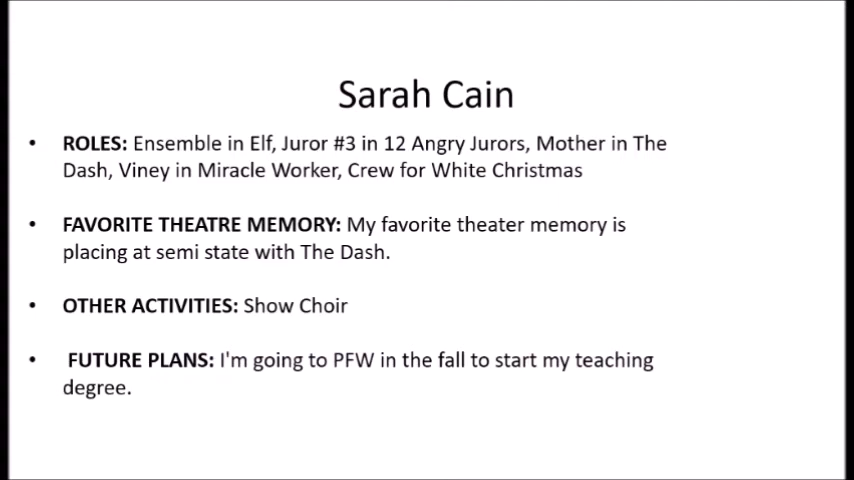 Sarah Cain
• ROLES: Ensemble in Elf, Juror #3 in 12 Angry Jurors, Mother in The
Dash, Viney in Miracle Worker, Crew for White Christmas
• FAVORITE THEATRE MEMORY: My favorite theater memory is
placing at semi state with The Dash.
• OTHER ACTIVITIES: Show Choir
• FUTURE PLANS: I'm going to PFW in the fall to start my teaching
degree.